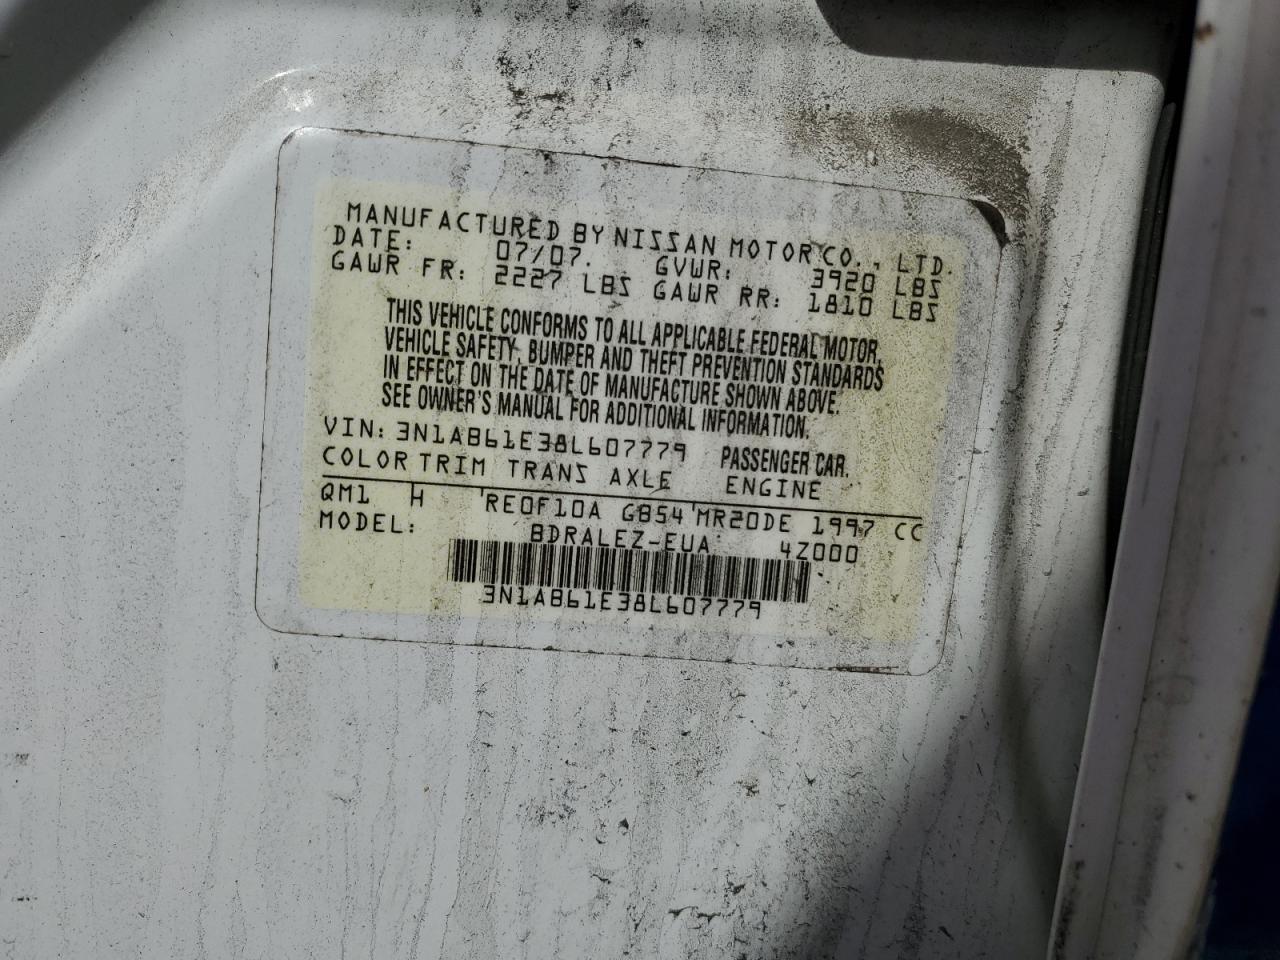 MANUFACTURED BY NISSAN MOTOR CO., LTD.
DATE: 07/07. GVWR: 3920 LBS
GAWR FR: 2227 LBS GAWR RR: 1810 LBS
THIS VEHICLE CONFORMS TO ALL APPLICABLE FEDERAL MOTOR,
VEHICLE SAFETY, BUMPER AND THEFT PREVENTION STANDARDS
IN EFFECT ON THE DATE OF MANUFACTURE SHOWN ABOVE.
SEE OWNER'S MANUAL FOR ADDITIONAL INFORMATION.
VIN: 3N1AB61E38L607779 PASSENGER CAR.
COLOR TRIM TRANS AXLE ENGINE
QM1 H RE0F10A G854 MR20DE 1997 CC
MODEL: BDRALEZ-EUA 4Z000
3N1AB61E38L607779